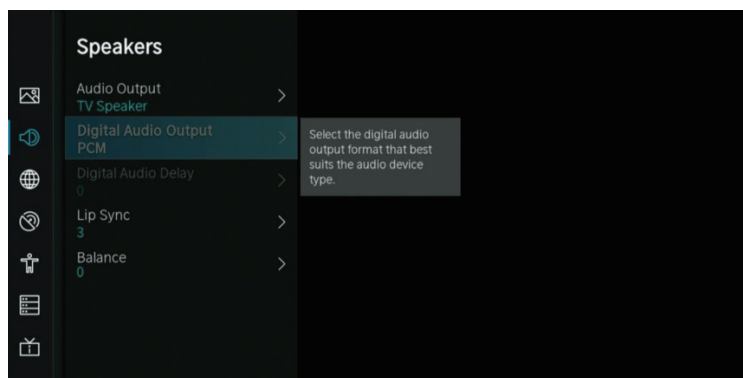 Speakers
Audio Output
TV Speaker
Digital Audio Output
PCM
Select the digital audio
output format that best
suits the audio device
type.
Digital Audio Delay
0
Lip Sync
3
Balance
0